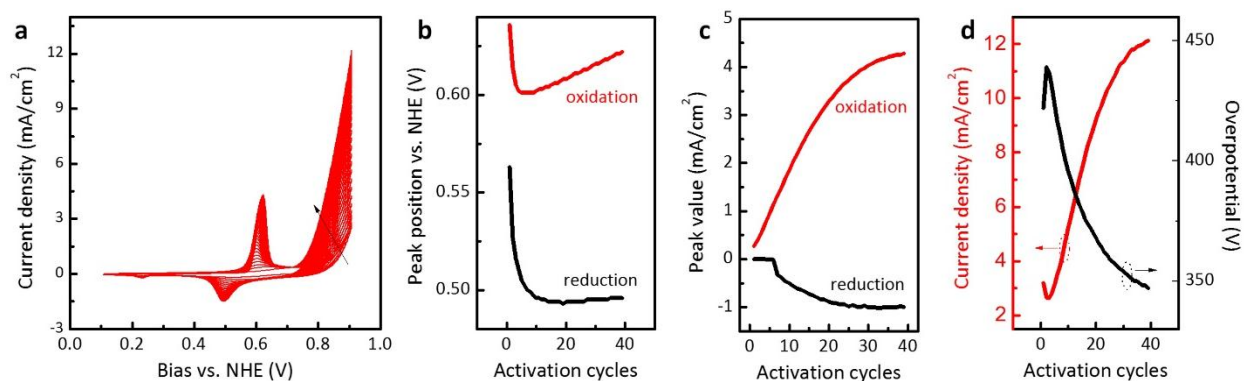 a
Current density (mA/cm²)
12
9
6
3
0
-3
0.0 0.2 0.4 0.6 0.8 1.0
Bias vs. NHE (V)
b
Peak position vs. NHE (V)
0.60
0.55
0.50
oxidation
reduction
0 20 40
Activation cycles
c
Peak value (mA/cm²)
5
4
3
2
1
0
-1
oxidation
reduction
0 10 20 30 40
Activation cycles
d
Current density (mA/cm²)
12
10
8
6
4
2
450
400
350
Overpotential (V)
0 20 40
Activation cycles